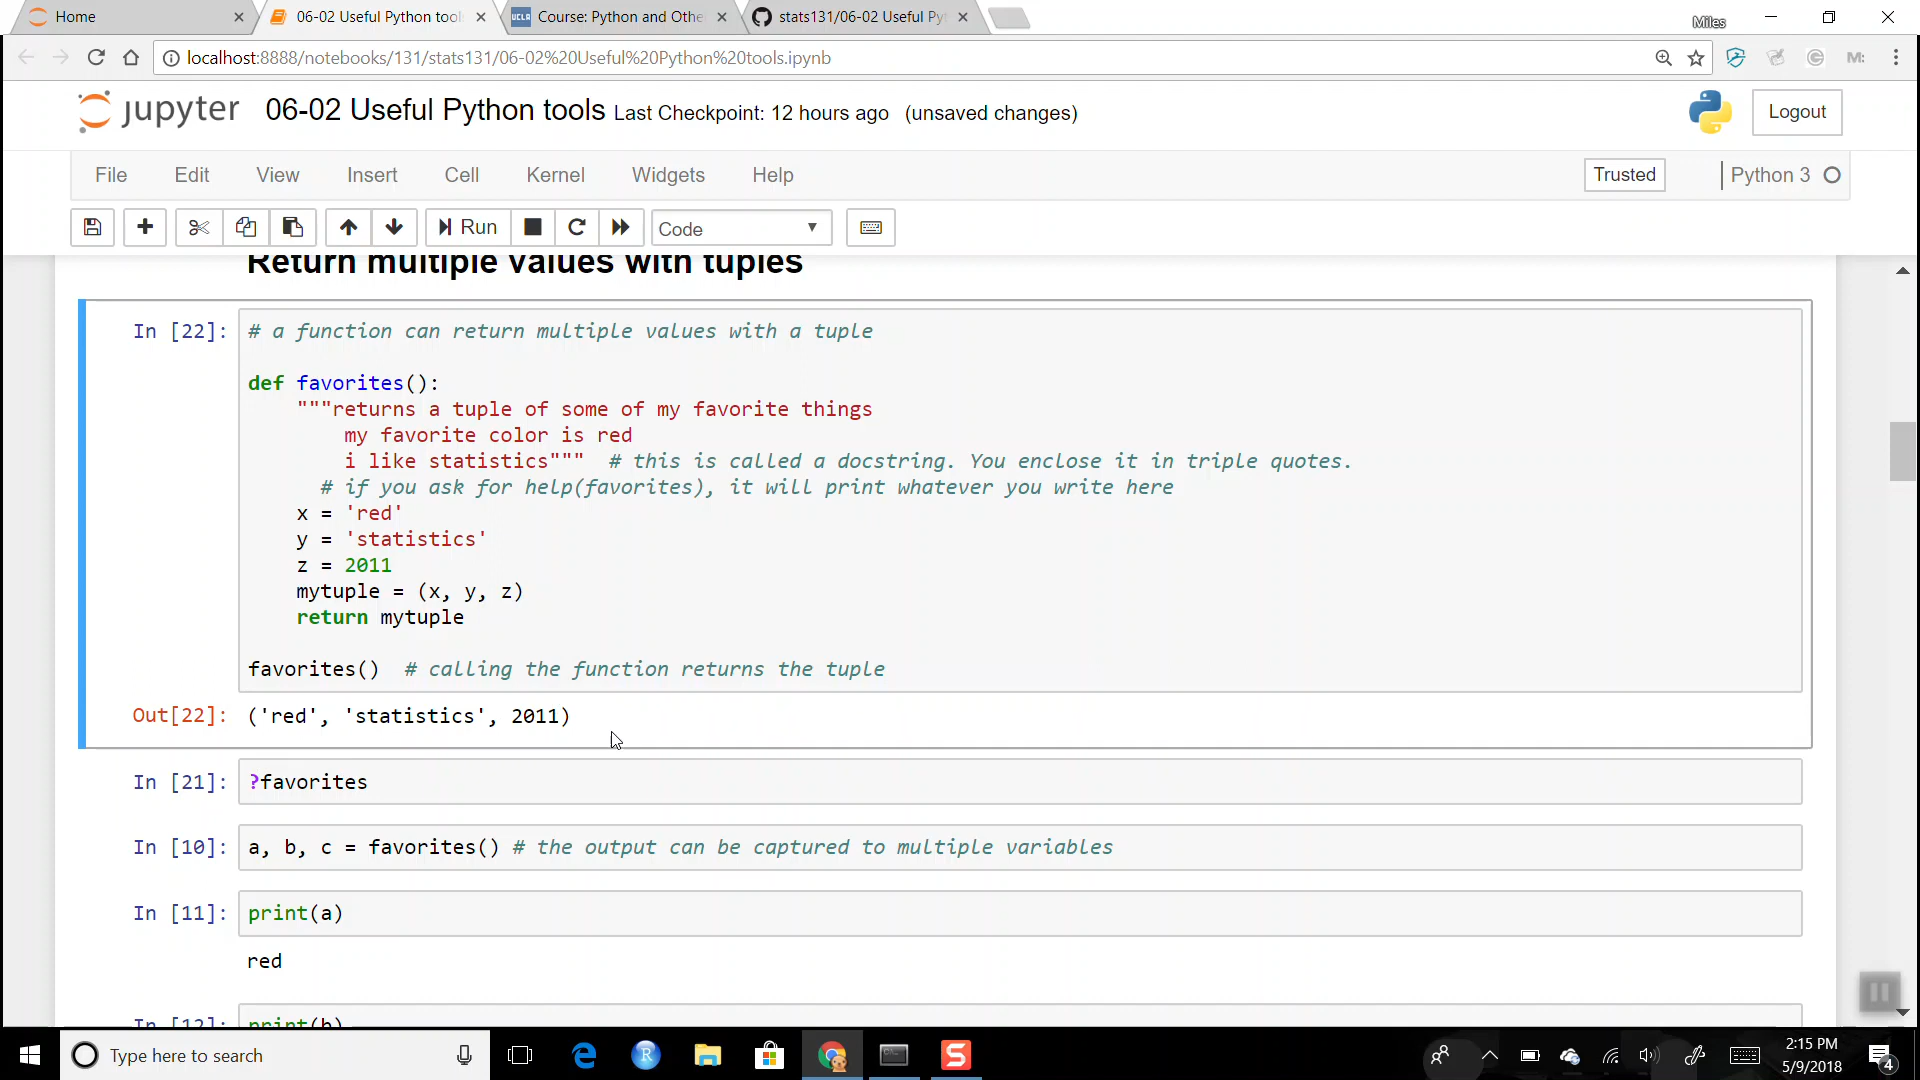 Home
06-02 Useful Python tool
UCLA Course: Python and Othe
stats131/06-02 Useful Py
Miles
localhost:8888/notebooks/131/stats131/06-02%20Useful%20Python%20tools.ipynb
jupyter 06-02 Useful Python tools Last Checkpoint: 12 hours ago (unsaved changes)
Logout
File Edit View Insert Cell Kernel Widgets Help
Trusted
Python 3
Run
Code
Return multiple values with tuples
In [22]: # a function can return multiple values with a tuple
def favorites():
"""returns a tuple of some of my favorite things
my favorite color is red
i like statistics""" # this is called a docstring. You enclose it in triple quotes.
# if you ask for help(favorites), it will print whatever you write here
x = 'red'
y = 'statistics'
z = 2011
mytuple = (x, y, z)
return mytuple
favorites() # calling the function returns the tuple
Out[22]: ('red', 'statistics', 2011)
In [21]: ?favorites
In [10]: a, b, c = favorites() # the output can be captured to multiple variables
In [11]: print(a)
red
In [12]: print(b)
Type here to search
2:15 PM
5/9/2018
4